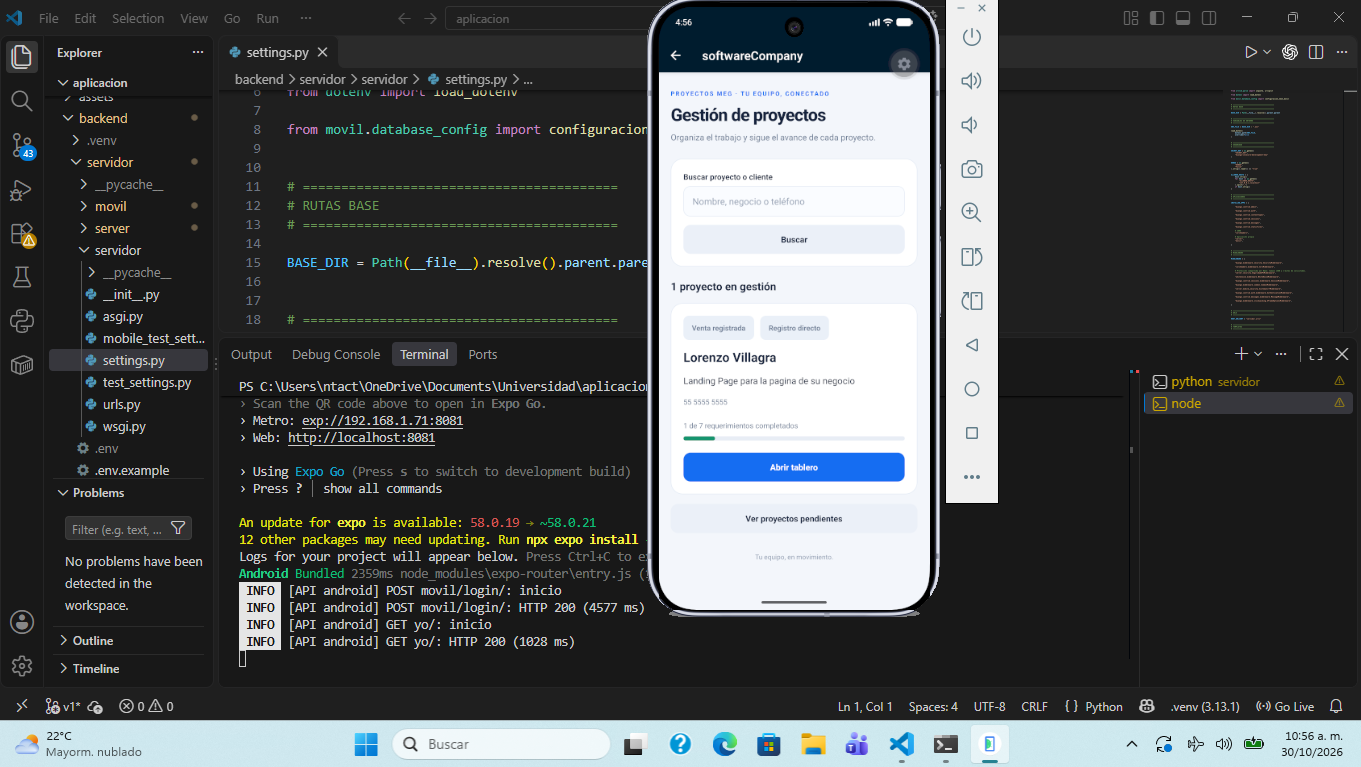 File Edit Selection View Go Run ···
aplicacion
Explorer ···
aplicacion
assets
backend
.venv
servidor
__pycache__
movil
server
servidor
__pycache__
__init__.py
asgi.py
mobile_test_sett...
settings.py
test_settings.py
urls.py
wsgi.py
.env
.env.example
Problems
Filter (e.g. text, ...
No problems have been
detected in the
workspace.
Outline
Timeline
43
settings.py
backend > servidor > servidor > settings.py > ...
6 from dotenv import load_dotenv
7
8 from movil.database_config import configuracion
9
10
11 # =========================================
12 # RUTAS BASE
13 # =========================================
14
15 BASE_DIR = Path(__file__).resolve().parent.pare
16
17
18 # =========================================
Output Debug Console Terminal Ports
PS C:\Users\ntact\OneDrive\Documents\Universidad\aplicacion
› Scan the QR code above to open in Expo Go.
› Metro: exp://192.168.1.71:8081
› Web: http://localhost:8081
› Using Expo Go (Press s to switch to development build)
› Press ? │ show all commands
An update for expo is available: 58.0.19 → ~58.0.21
12 other packages may need updating. Run npx expo install
Logs for your project will appear below. Press Ctrl+C to e
Android Bundled 2359ms node_modules\expo-router\entry.js (
INFO [API android] POST movil/login/: inicio
INFO [API android] POST movil/login/: HTTP 200 (4577 ms)
INFO [API android] GET yo/: inicio
INFO [API android] GET yo/: HTTP 200 (1028 ms)
python servidor
node
4:56
softwareCompany
PROYECTOS MEG · TU EQUIPO, CONECTADO
Gestión de proyectos
Organiza el trabajo y sigue el avance de cada proyecto.
Buscar proyecto o cliente
Nombre, negocio o teléfono
Buscar
1 proyecto en gestión
Venta registrada Registro directo
Lorenzo Villagra
Landing Page para la pagina de su negocio
55 5555 5555
1 de 7 requerimientos completados
Abrir tablero
Ver proyectos pendientes
Tu equipo, en movimiento.
v1* 0 0
Ln 1, Col 1 Spaces: 4 UTF-8 CRLF { } Python .venv (3.13.1) Go Live
22°C
Mayorm. nublado
Buscar
10:56 a. m.
30/10/2026